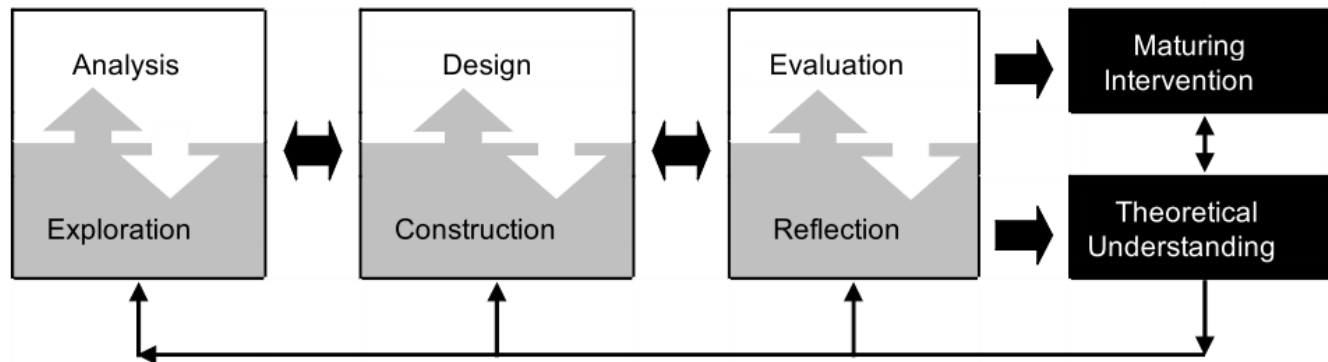 Analysis
Exploration
Design
Construction
Evaluation
Reflection
Maturing
Intervention
Theoretical
Understanding